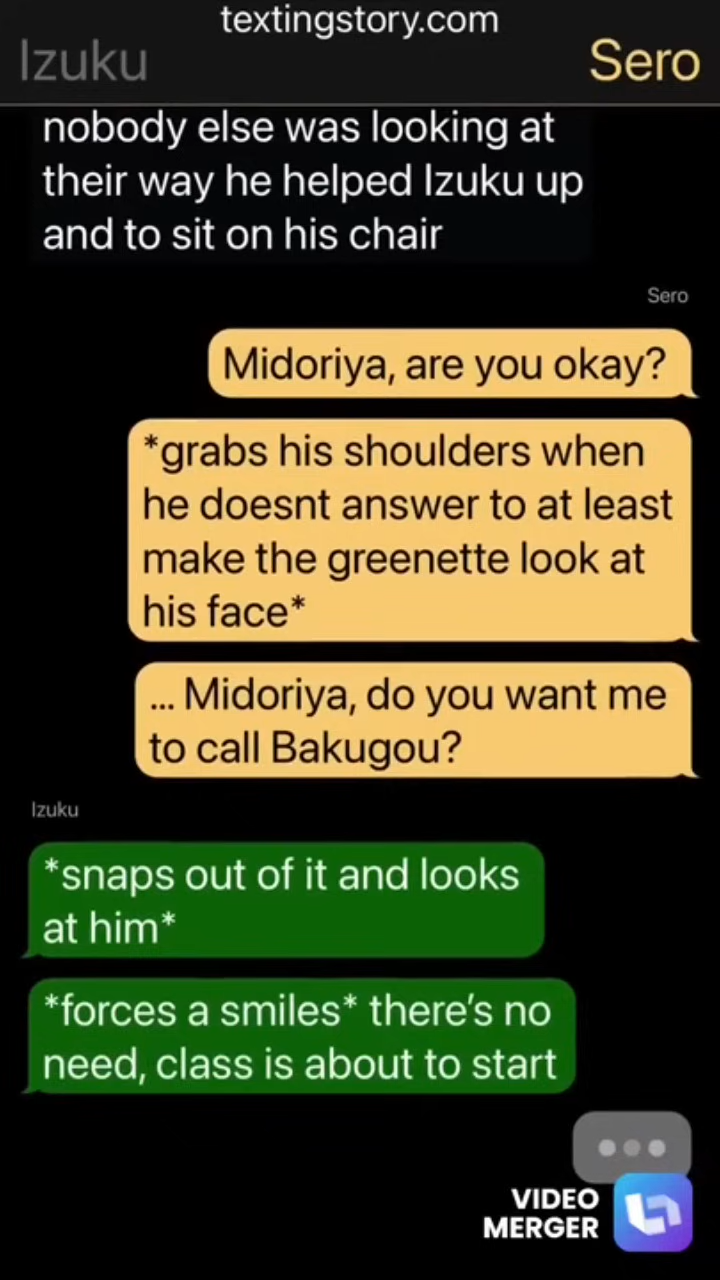 textingstory.com
Izuku
Sero
nobody else was looking at
their way he helped Izuku up
and to sit on his chair
Sero
Midoriya, are you okay?
*grabs his shoulders when
he doesnt answer to at least
make the greenette look at
his face*
... Midoriya, do you want me
to call Bakugou?
Izuku
*snaps out of it and looks
at him*
*forces a smiles* there's no
need, class is about to start
VIDEO
MERGER